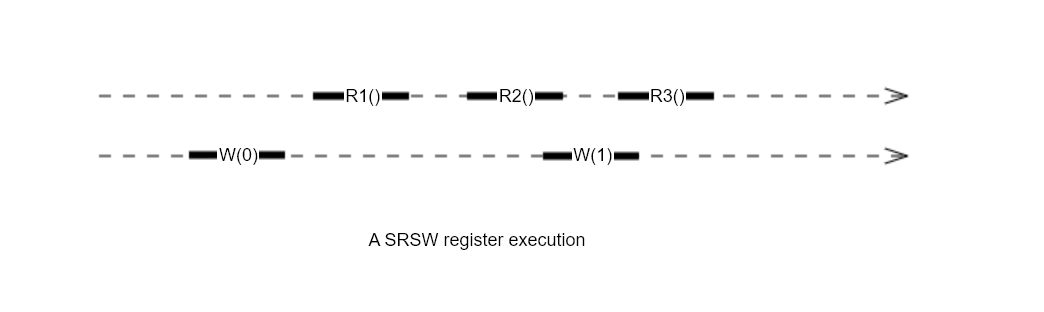 R1() R2() R3()
W(0) W(1)
A SRSW register execution